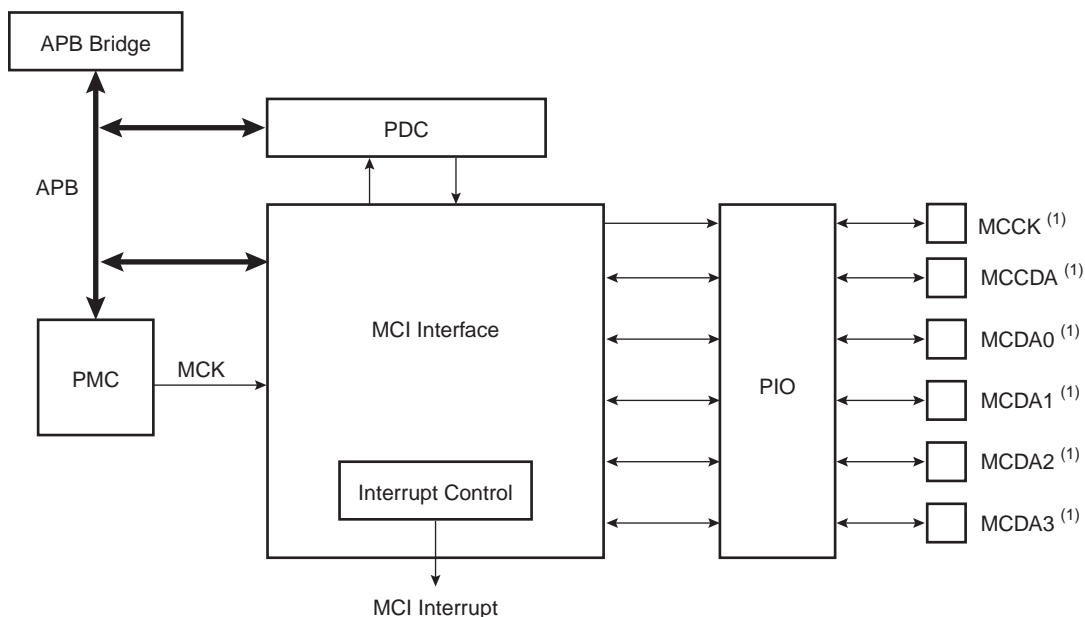 APB Bridge
PDC
APB
MCCK (1)
MCCDA (1)
MCI Interface
MCDA0 (1)
PMC
MCK
PIO
MCDA1 (1)
MCDA2 (1)
Interrupt Control
MCDA3 (1)
MCI Interrupt